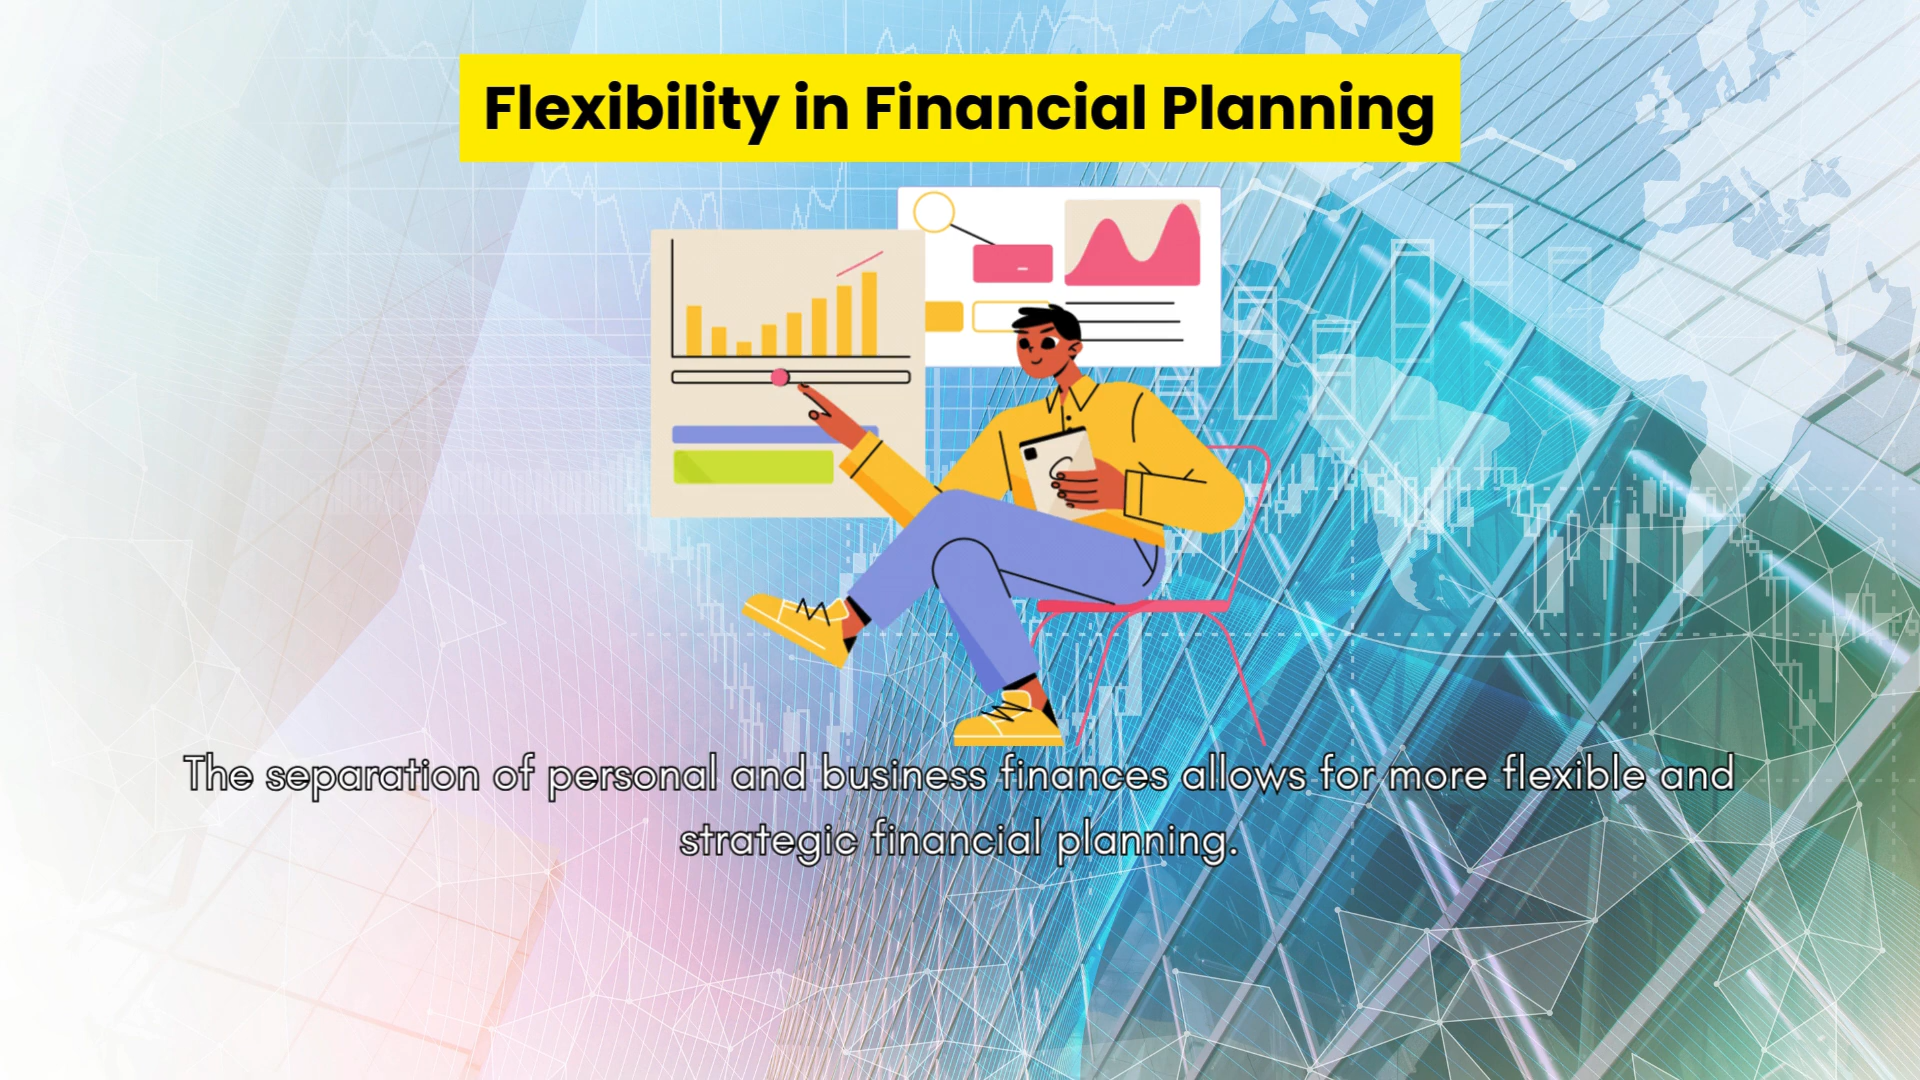 Flexibility in Financial Planning
The separation of personal and business finances allows for more flexible and
strategic financial planning.